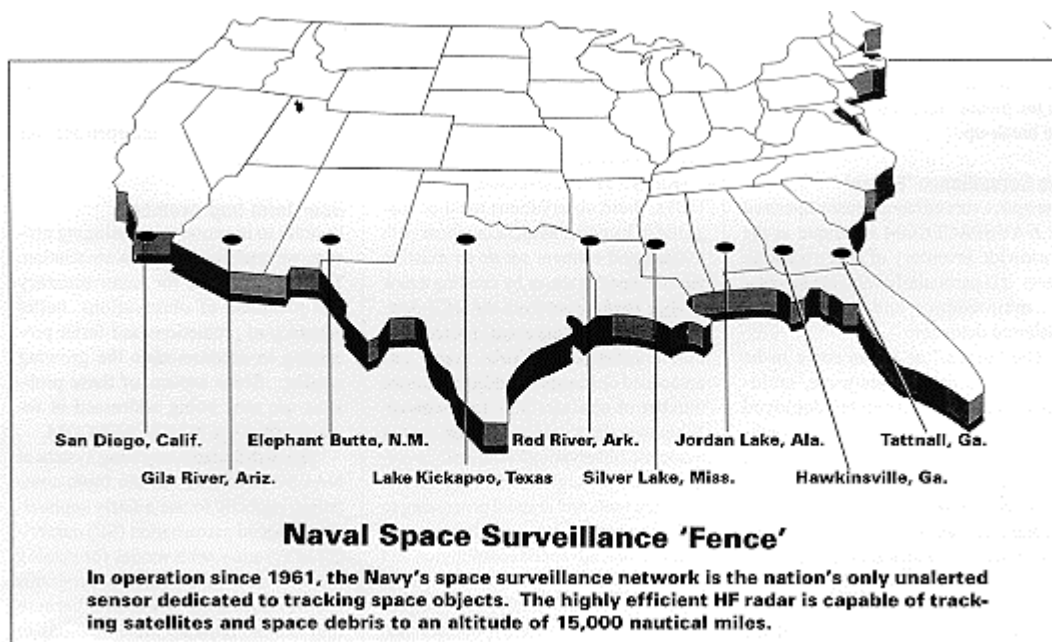 San Diego, Calif.
Elephant Butte, N.M.
Red River, Ark.
Jordan Lake, Ala.
Tattnall, Ga.
Gila River, Ariz.
Lake Kickapoo, Texas
Silver Lake, Miss.
Hawkinsville, Ga.
Naval Space Surveillance 'Fence'
In operation since 1961, the Navy's space surveillance network is the nation's only unalerted
sensor dedicated to tracking space objects. The highly efficient HF radar is capable of track-
ing satellites and space debris to an altitude of 15,000 nautical miles.